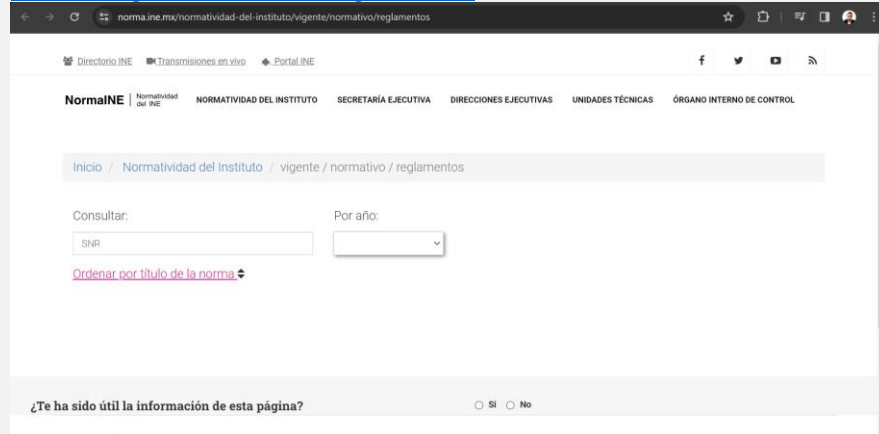 norma.ine.mx/normatividad-del-instituto/vigente/normativo/reglamentos
Directorio INE Transmisiones en vivo Portal INE
NormaINE | Normatividad del INE NORMATIVIDAD DEL INSTITUTO SECRETARÍA EJECUTIVA DIRECCIONES EJECUTIVAS UNIDADES TÉCNICAS ÓRGANO INTERNO DE CONTROL
Inicio / Normatividad del Instituto / vigente / normativo / reglamentos
Consultar: Por año:
SNR
Ordenar por título de la norma
¿Te ha sido útil la información de esta página? Sí No